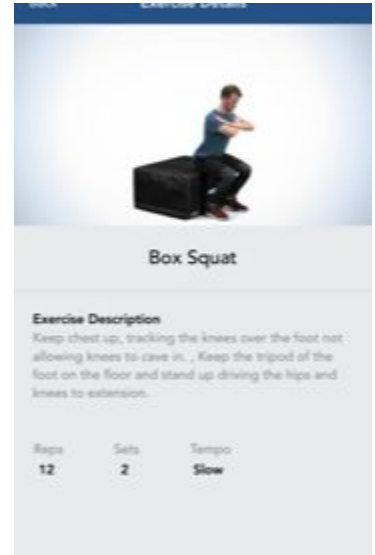 Back Exercise Details
Box Squat
Exercise Description
Keep chest up, tracking the knees over the foot not
allowing knees to cave in. , Keep the tripod of the
foot on the floor and stand up driving the hips and
knees to extension.
Reps Sets Tempo
12 2 Slow